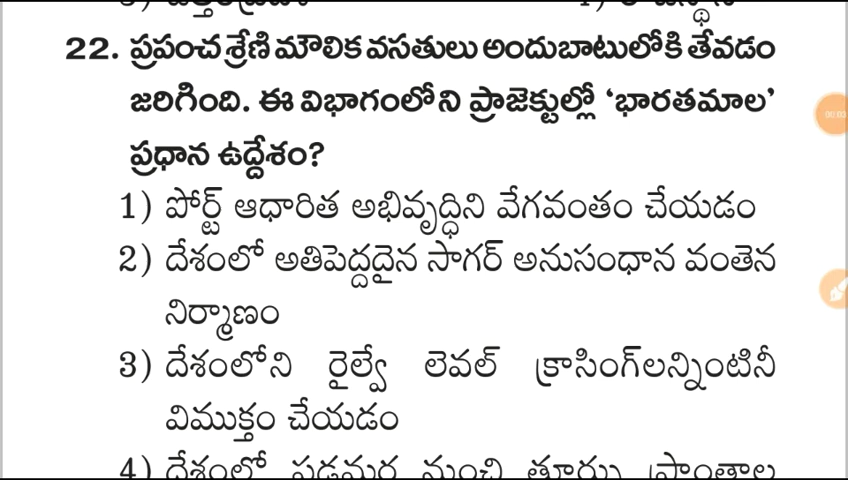 22. ప్రపంచ శ్రేణి మౌలిక వసతులు అందుబాటులోకి తేవడం
జరిగింది. ఈ విభాగంలోని ప్రాజెక్టుల్లో ‘భారతమాల’
ప్రధాన ఉద్దేశం?
1) పోర్ట్ ఆధారిత అభివృద్ధిని వేగవంతం చేయడం
2) దేశంలో అతిపెద్దదైన సాగర్ అనుసంధాన వంతెన
నిర్మాణం
3) దేశంలోని రైల్వే లెవల్ క్రాసింగ్‌లన్నింటినీ
విముక్తం చేయడం
4) దేశంలో పడమర నుంచి తూర్పు ప్రాంతాల